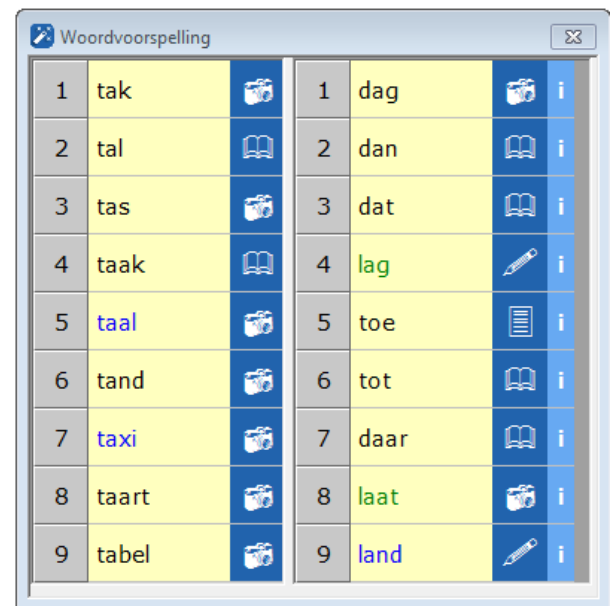 Woordvoorspelling
1 tak 1 dag i
2 tal 2 dan i
3 tas 3 dat i
4 taak 4 lag i
5 taal 5 toe i
6 tand 6 tot i
7 taxi 7 daar i
8 taart 8 laat i
9 tabel 9 land i